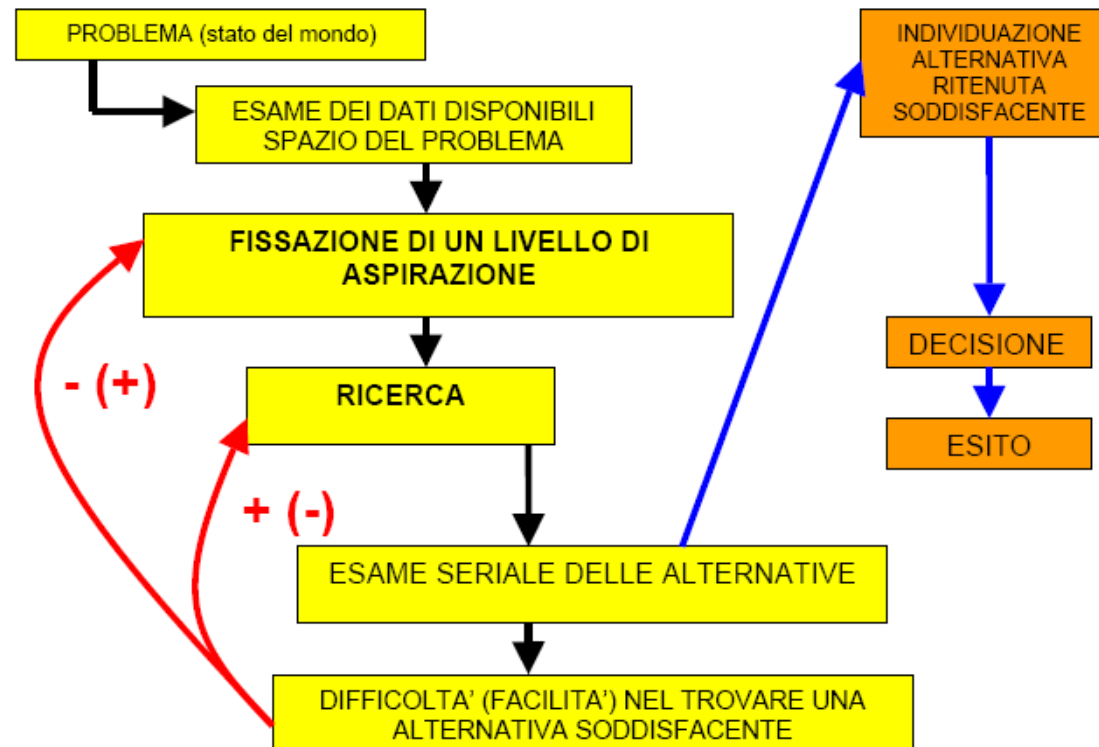 PROBLEMA (stato del mondo)
ESAME DEI DATI DISPONIBILI
SPAZIO DEL PROBLEMA
FISSAZIONE DI UN LIVELLO DI
ASPIRAZIONE
- (+)
RICERCA
+ (-)
ESAME SERIALE DELLE ALTERNATIVE
DIFFICOLTA' (FACILITA') NEL TROVARE UNA
ALTERNATIVA SODDISFACENTE
INDIVIDUAZIONE
ALTERNATIVA
RITENUTA
SODDISFACENTE
DECISIONE
ESITO